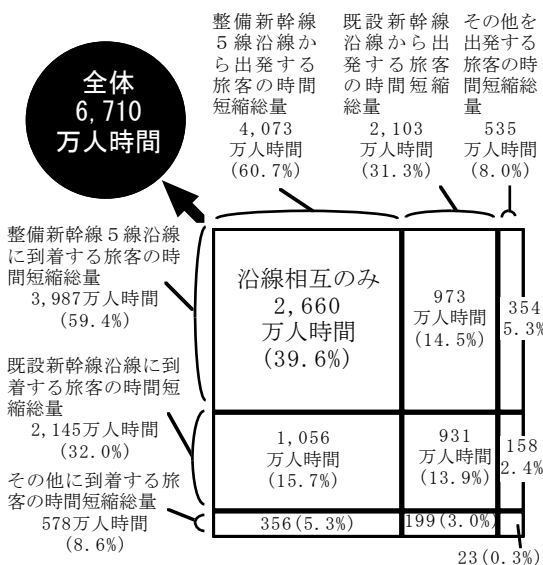 全体
6,710
万人時間
整備新幹線
５線沿線か
ら出発する
旅客の時間
短縮総量
4,073
万人時間
(60.7%)
既設新幹線
沿線から出
発する旅客
の時間短縮
総量
2,103
万人時間
(31.3%)
その他を
出発する
旅客の時
間短縮総
量
535
万人時間
(8.0%)
整備新幹線５線沿線
に到着する旅客の時
間短縮総量
3,987万人時間
(59.4%)
既設新幹線沿線に到
着する旅客の時間短
縮総量
2,145万人時間
(32.0%)
その他に到着する旅
客の時間短縮総量
578万人時間
(8.6%)
沿線相互のみ
2,660
万人時間
(39.6%)
973
万人時間
(14.5%)
354
5.3%
1,056
万人時間
(15.7%)
931
万人時間
(13.9%)
158
2.4%
356(5.3%)
199(3.0%)
23(0.3%)